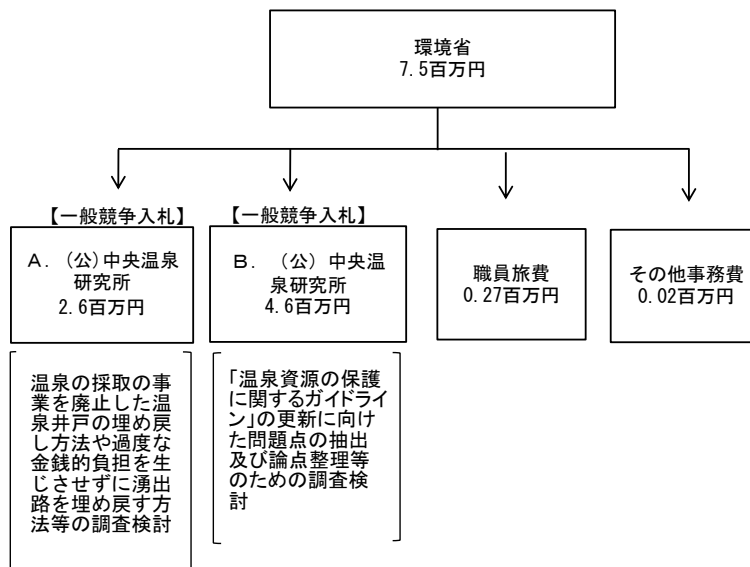 環境省
7.5百万円
【一般競争入札】
【一般競争入札】
A．（公）中央温泉
研究所
2.6百万円
B．（公）中央温
泉研究所
4.6百万円
職員旅費
0.27百万円
その他事務費
0.02百万円
温泉の採取の事
業を廃止した温
泉井戸の埋め戻
し方法や過度な
金銭的負担を生
じさせずに湧出
路を埋め戻す方
法等の調査検討
「温泉資源の保護
に関するガイドライ
ン」の更新に向け
た問題点の抽出
及び論点整理等
のための調査検
討